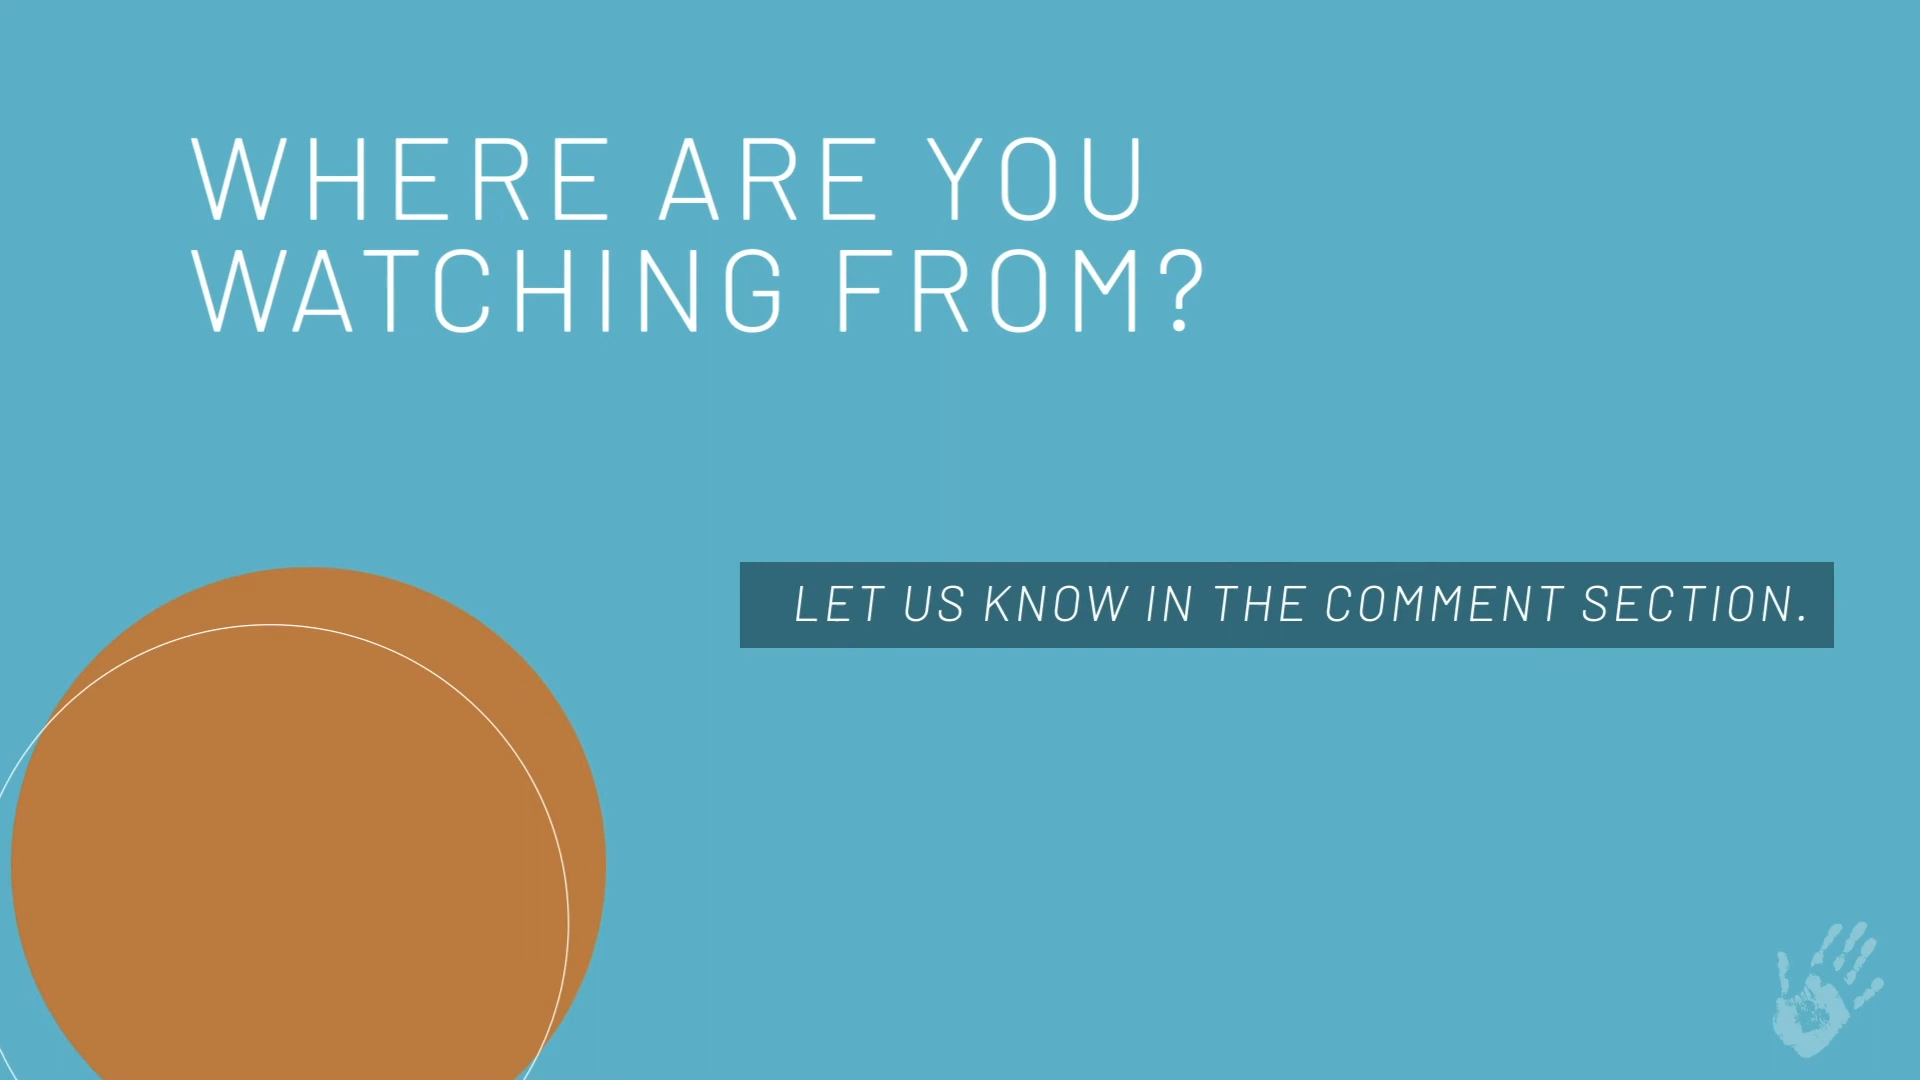 WHERE ARE YOU
WATCHING FROM?
LET US KNOW IN THE COMMENT SECTION.